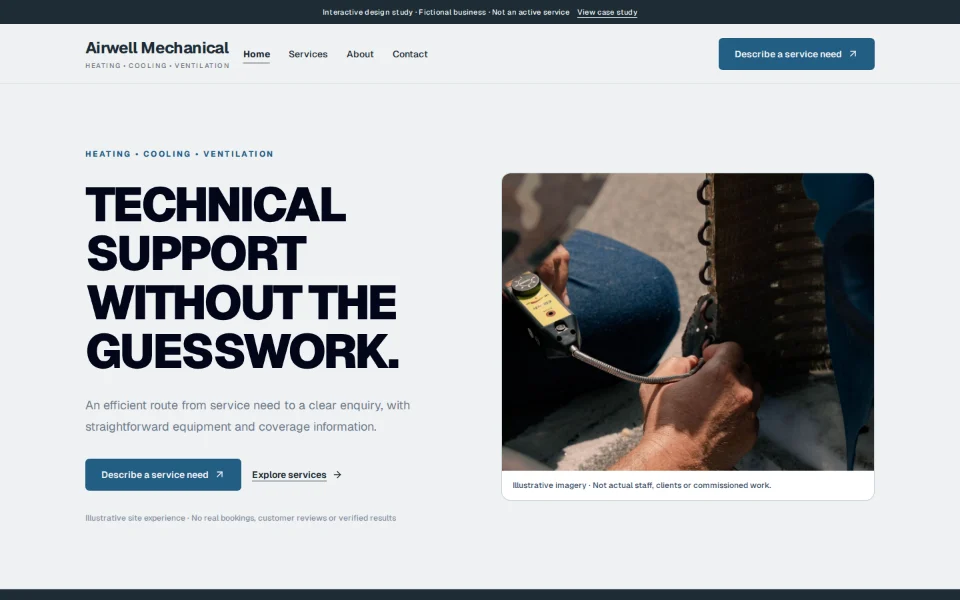 Interactive design study · Fictional business · Not an active service View case study
Airwell Mechanical
HEATING • COOLING • VENTILATION
Home Services About Contact
Describe a service need ↗
HEATING • COOLING • VENTILATION
TECHNICAL
SUPPORT
WITHOUT THE
GUESSWORK.
An efficient route from service need to a clear enquiry, with
straightforward equipment and coverage information.
Describe a service need ↗
Explore services →
Illustrative site experience · No real bookings, customer reviews or verified results
Illustrative imagery · Not actual staff, clients or commissioned work.